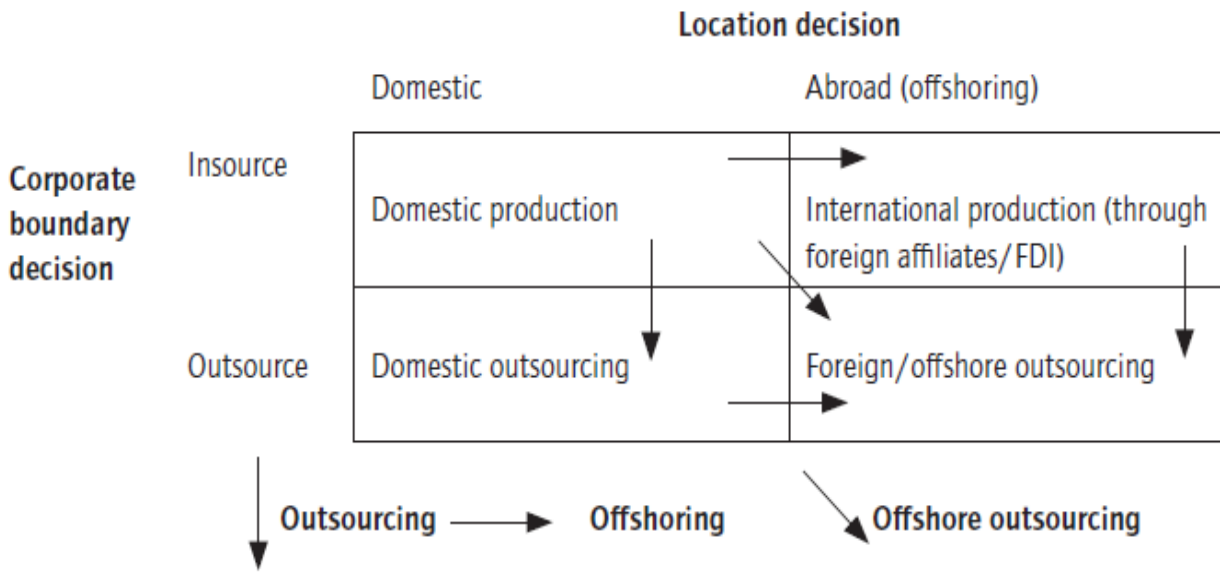 Location decision
Domestic
Abroad (offshoring)
Corporate
boundary
decision
Insource
Domestic production
International production (through
foreign affiliates/FDI)
Outsource
Domestic outsourcing
Foreign/offshore outsourcing
Outsourcing
Offshoring
Offshore outsourcing